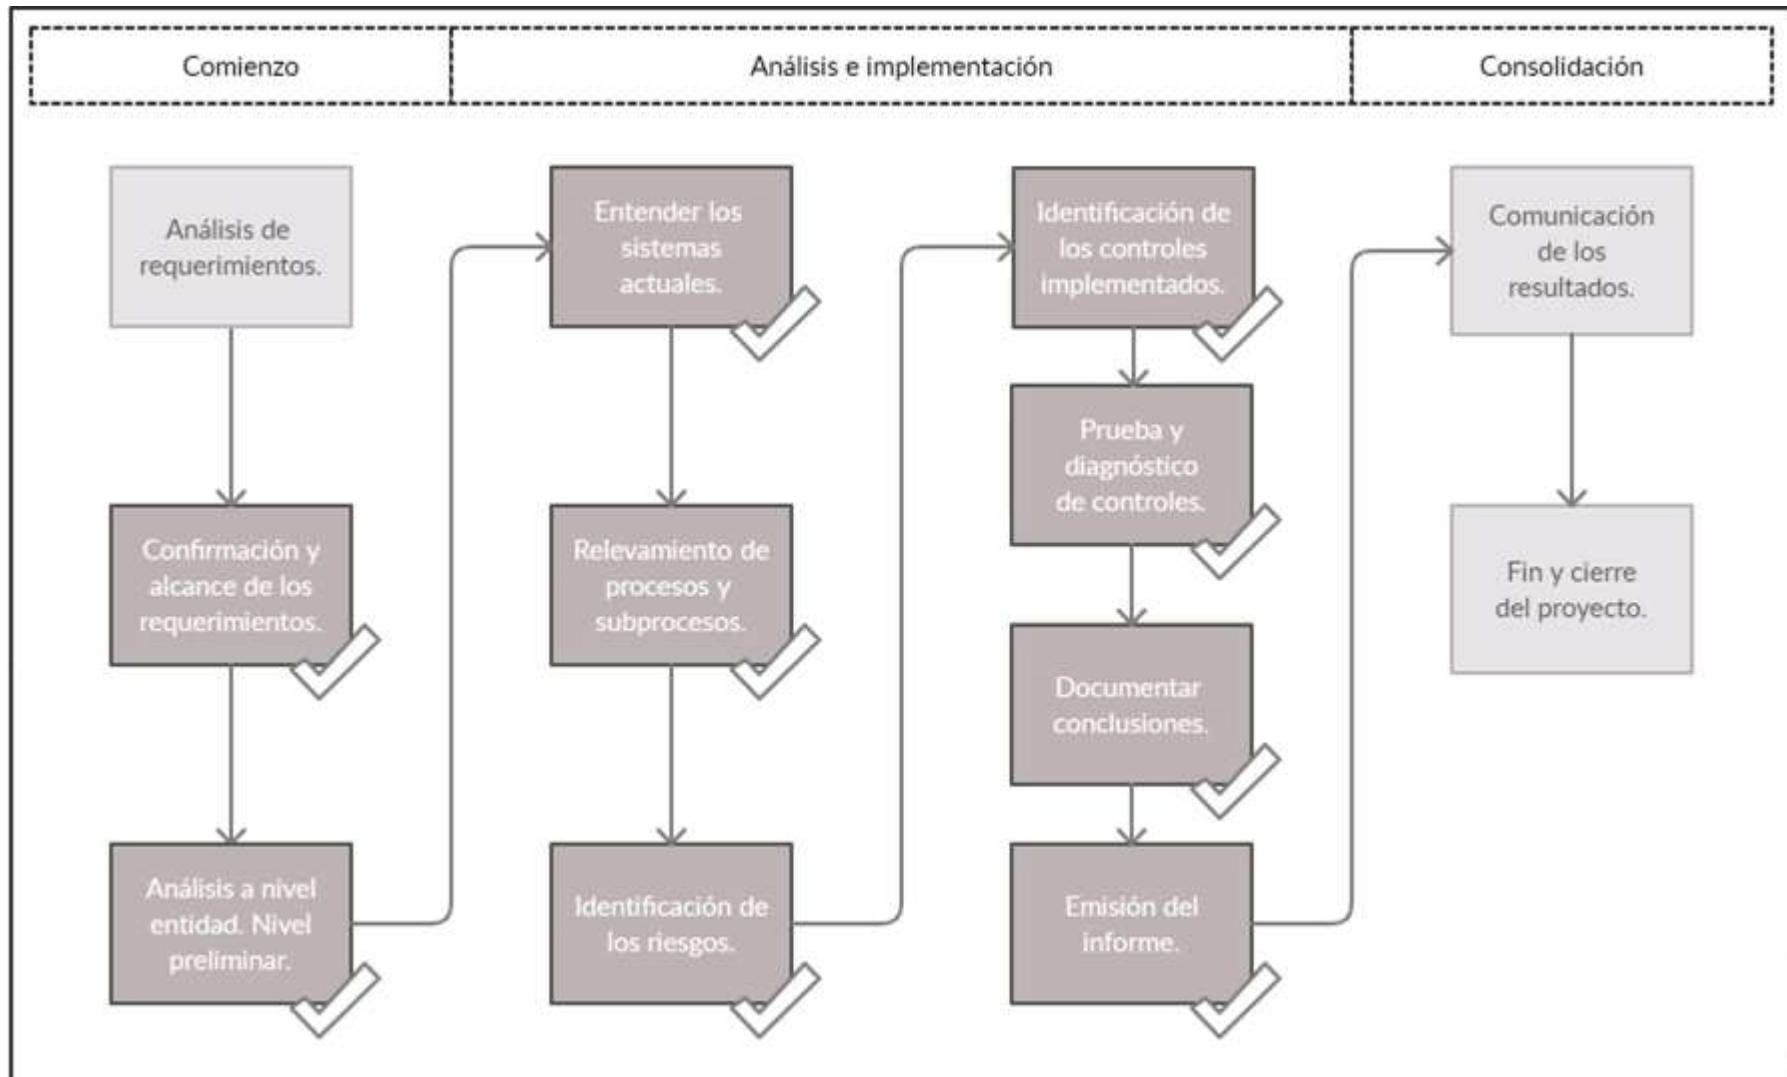 Comienzo
Análisis e implementación
Consolidación
Análisis de
requerimientos.
Confirmación y
alcance de los
requerimientos.
Análisis a nivel
entidad. Nivel
preliminar.
Entender los
sistemas
actuales.
Relevamiento de
procesos y
subprocesos.
Identificación de
los riesgos.
Identificación de
los controles
implementados.
Prueba y
diagnóstico
de controles.
Documentar
conclusiones.
Emisión del
informe.
Comunicación
de los
resultados.
Fin y cierre
del proyecto.